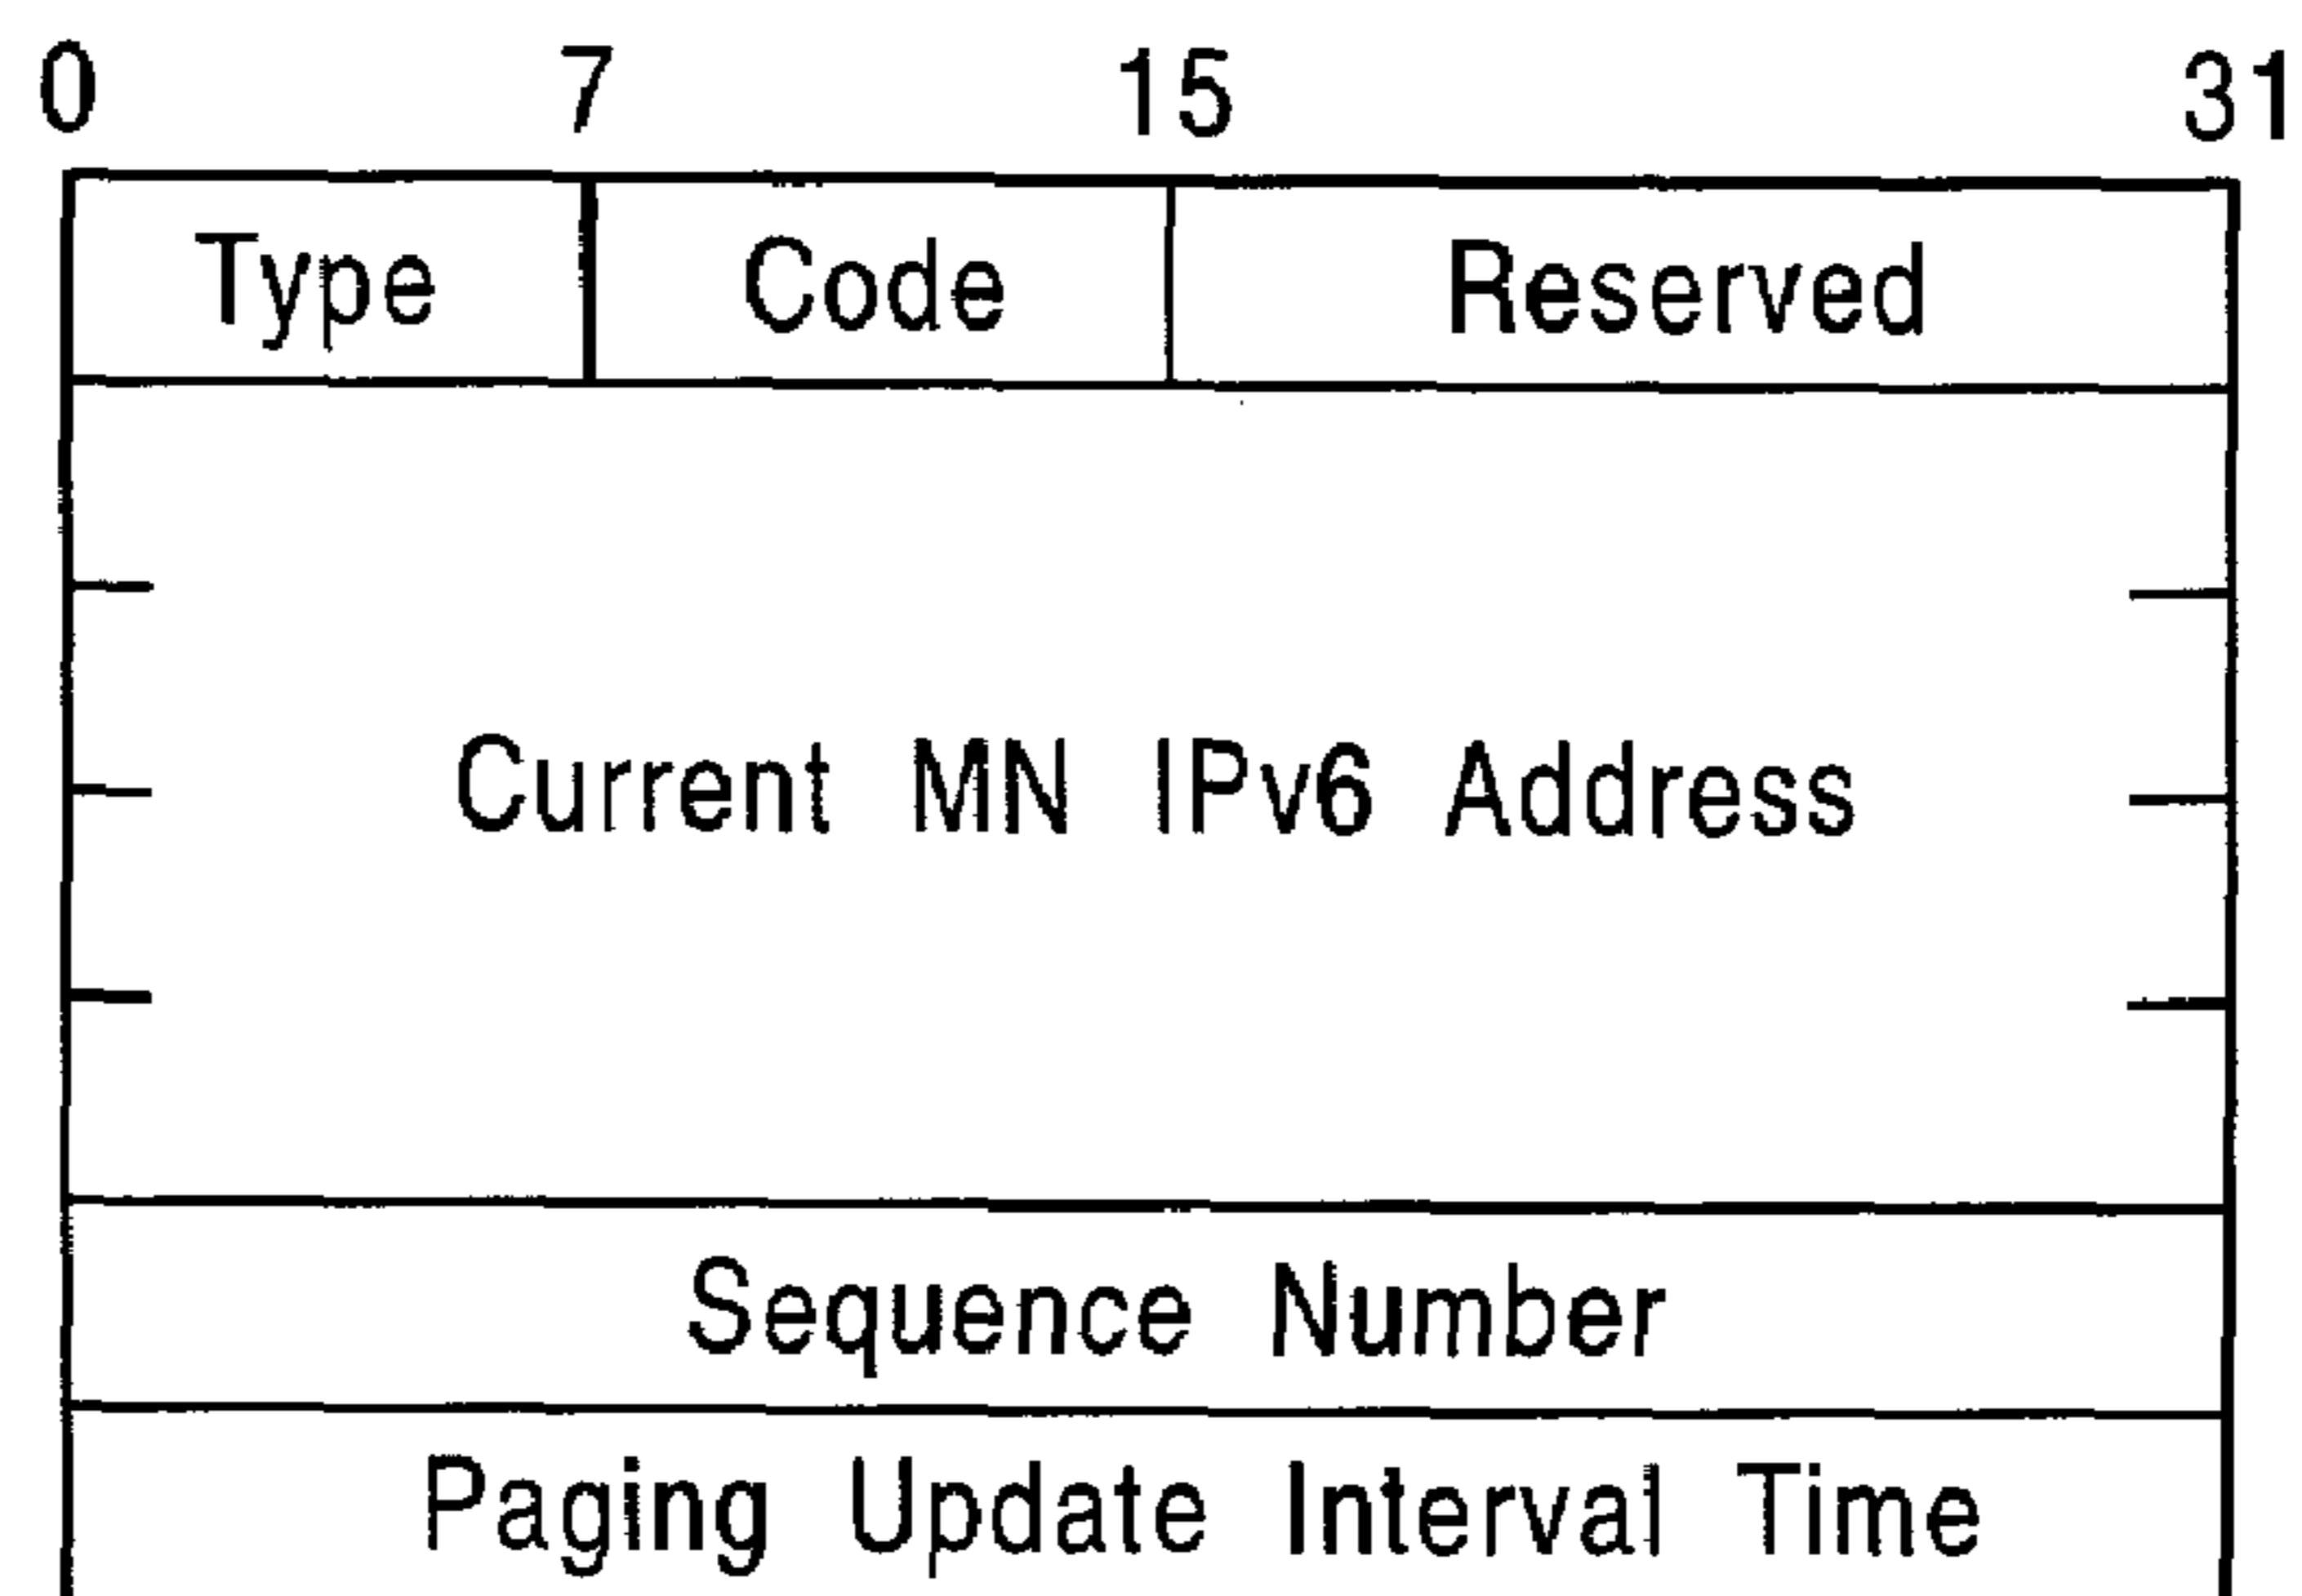 0 7 15 31
Type Code Reserved
Current MN IPv6 Address
Sequence Number
Paging Update Interval Time